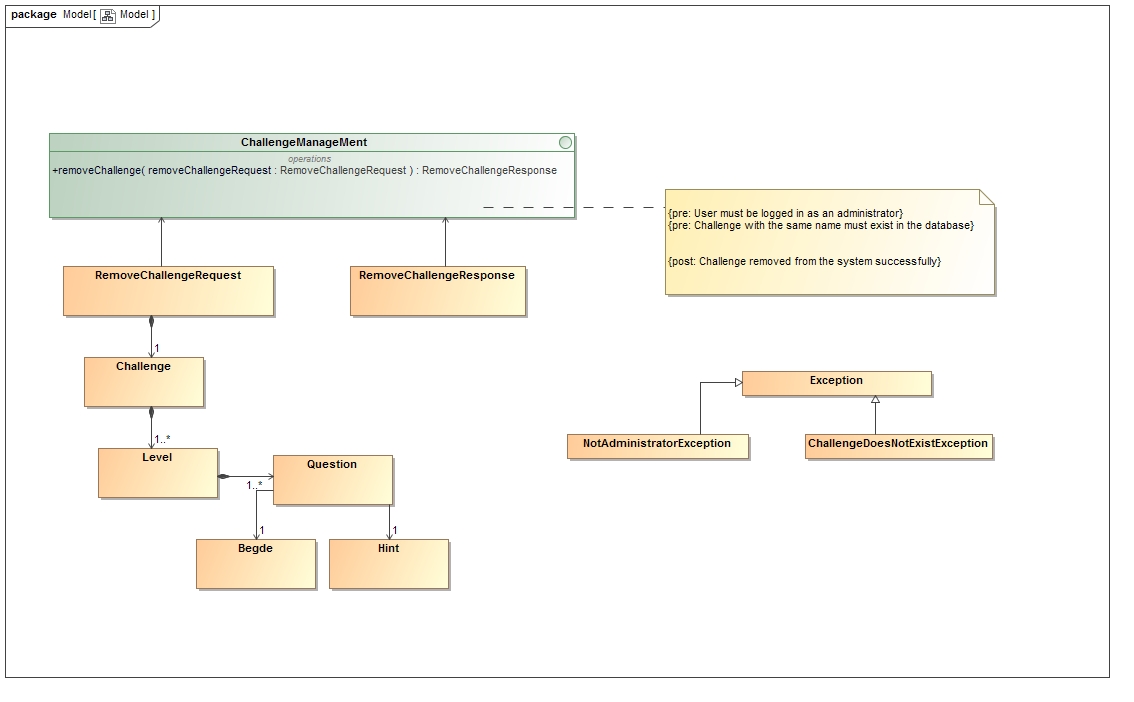 package Model[ Model ]
ChallengeManageMent
operations
+removeChallenge( removeChallengeRequest : RemoveChallengeRequest ) : RemoveChallengeResponse
{pre: User must be logged in as an administrator}
{pre: Challenge with the same name must exist in the database}
{post: Challenge removed from the system successfully}
RemoveChallengeRequest
RemoveChallengeResponse
1
Challenge
1..*
Level
1..*
Question
1
1
Begde
Hint
Exception
NotAdministratorException
ChallengeDoesNotExistException